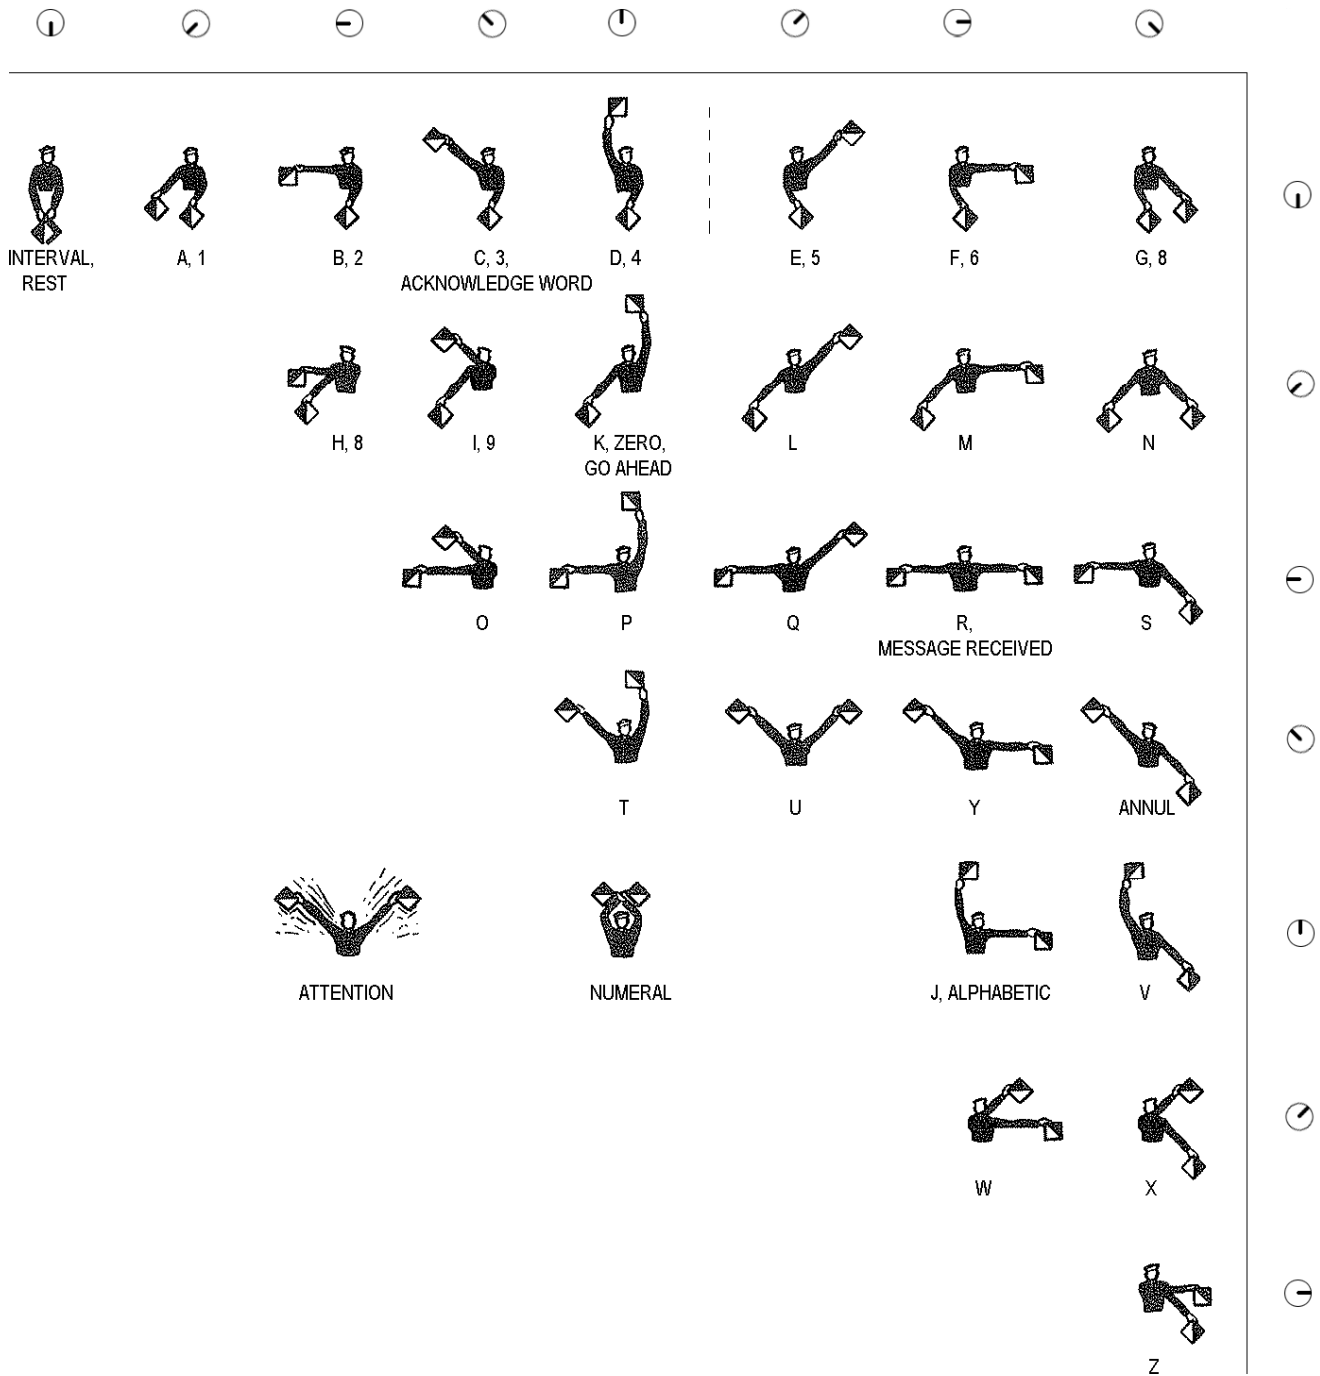 INTERVAL,
REST
A, 1
B, 2
C, 3,
ACKNOWLEDGE WORD
D, 4
E, 5
F, 6
G, 8
H, 8
I, 9
K, ZERO,
GO AHEAD
L
M
N
O
P
Q
R,
MESSAGE RECEIVED
S
T
U
Y
ANNUL
ATTENTION
NUMERAL
J, ALPHABETIC
V
W
X
Z